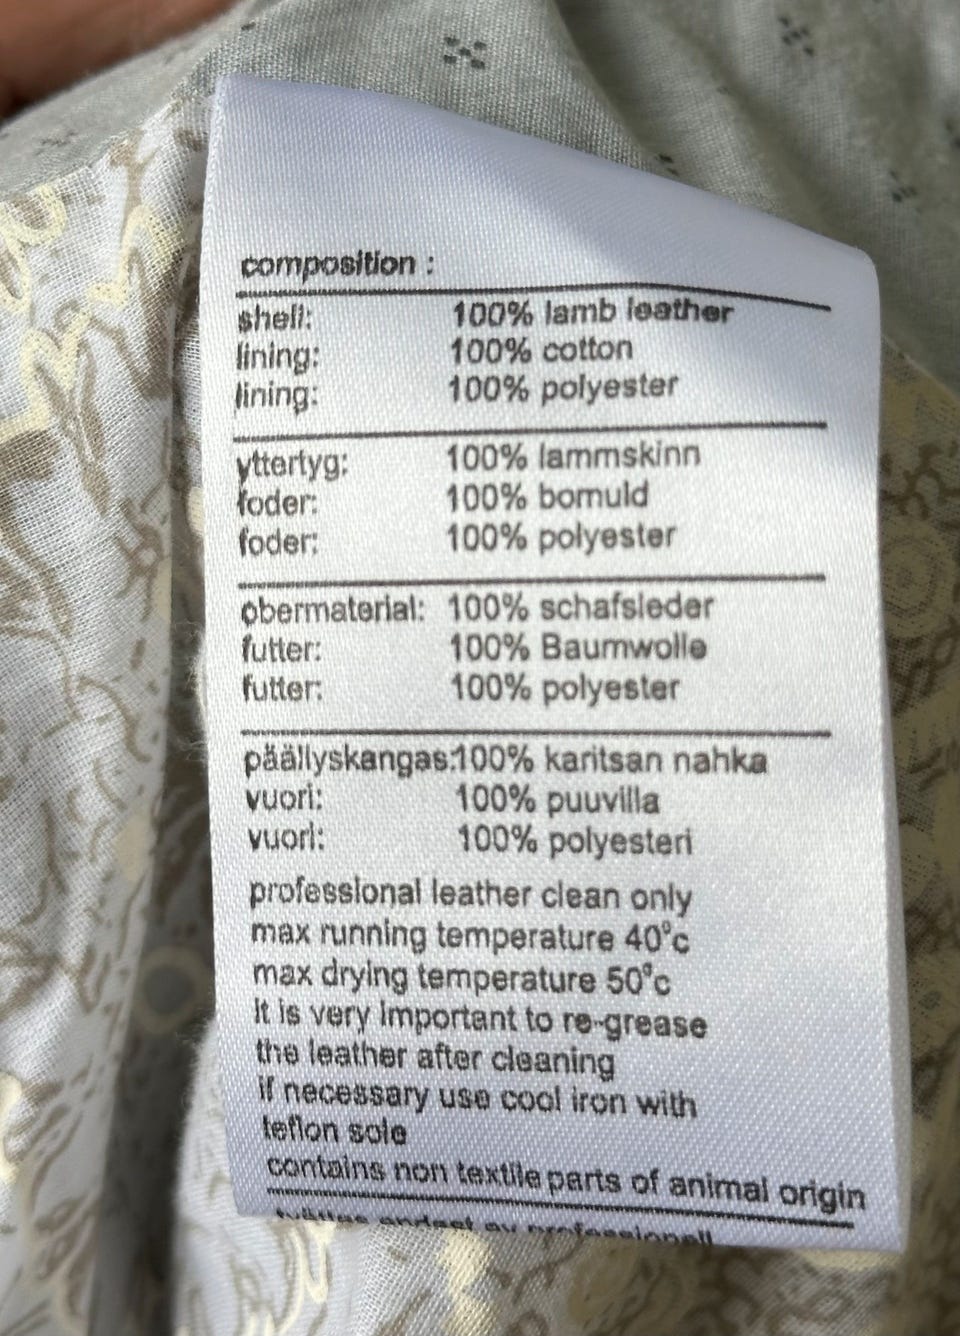 composition :
shell: 100% lamb leather
lining: 100% cotton
lining: 100% polyester
yttertyg: 100% lammskinn
foder: 100% bomuld
foder: 100% polyester
obermaterial: 100% schafsleder
futter: 100% Baumwolle
futter: 100% polyester
päällyskangas:100% karitsan nahka
vuori: 100% puuvilla
vuori: 100% polyesteri
professional leather clean only
max running temperature 40°c
max drying temperature 50°c
It is very important to re-grease
the leather after cleaning
if necessary use cool iron with
teflon sole
contains non textile parts of animal origin
tvättas endast av professionell